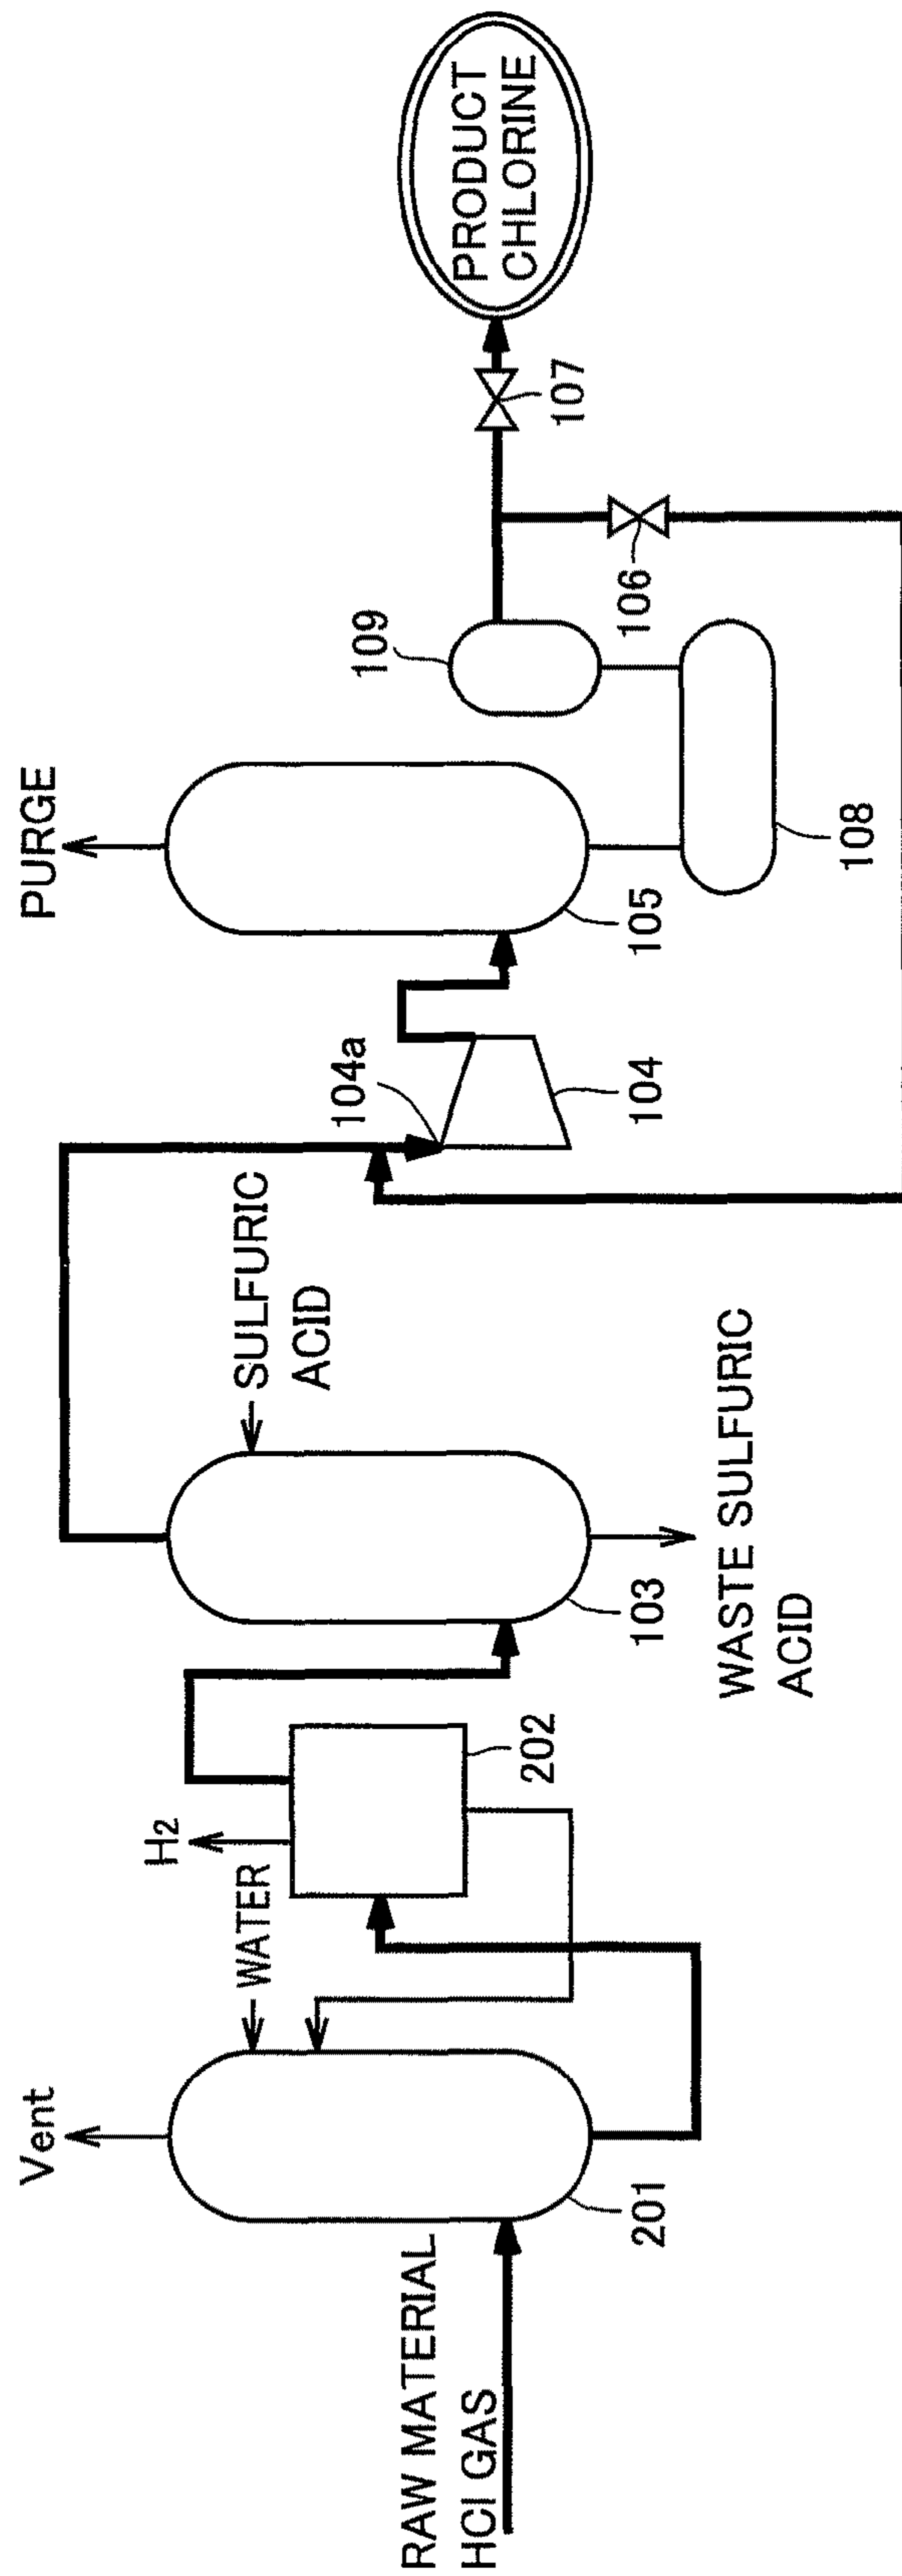 RAW MATERIAL
HCl GAS
Vent
201
WATER
H2
202
103
WASTE SULFURIC
ACID
SULFURIC
ACID
104a
104
PURGE
105
108
109
106
107
PRODUCT
CHLORINE